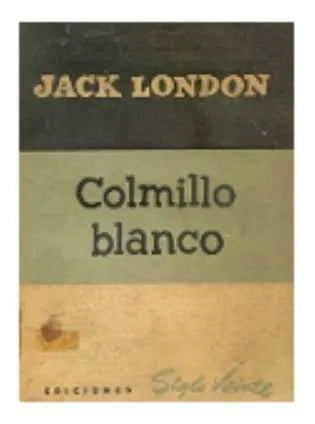 JACK LONDON
Colmillo
blanco
EDICIONES Siglo Veinte